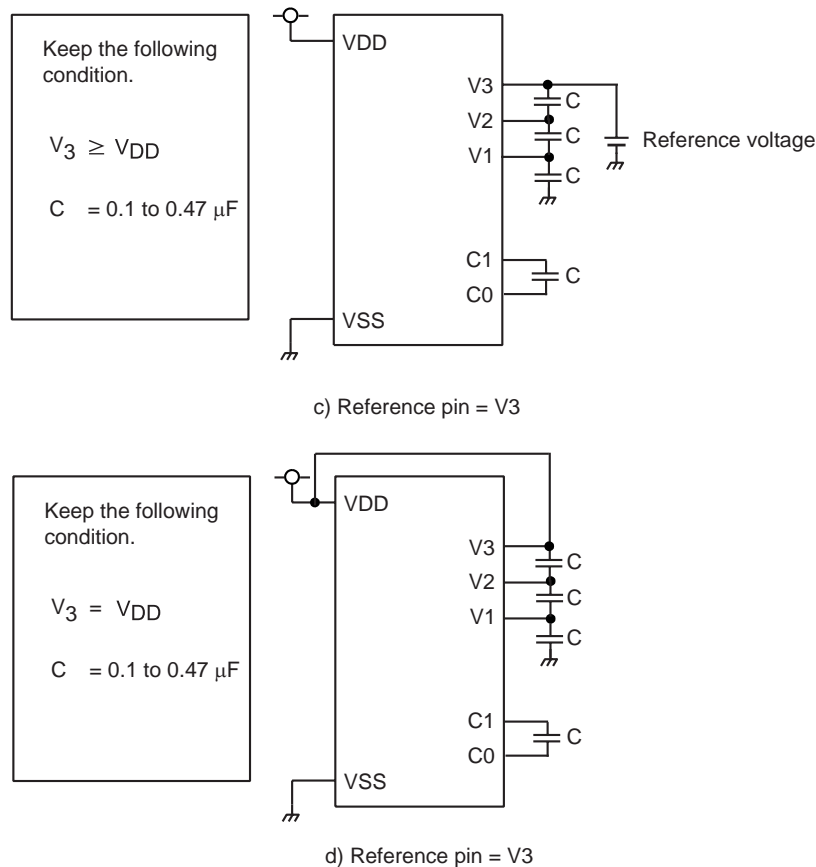 Keep the following
condition.
V3 ≥ VDD
C = 0.1 to 0.47 μF
VDD
V3
V2
V1
C1
C0
VSS
C
C
C
C
Reference voltage
c) Reference pin = V3
Keep the following
condition.
V3 = VDD
C = 0.1 to 0.47 μF
VDD
V3
V2
V1
C1
C0
VSS
C
C
C
C
d) Reference pin = V3